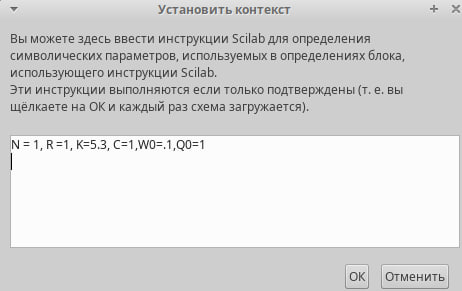 Установить контекст
Вы можете здесь ввести инструкции Scilab для определения
символических параметров, используемых в определениях блока,
использующего инструкции Scilab.
Эти инструкции выполняются если только подтверждены (т. е. вы
щёлкаете на ОК и каждый раз схема загружается).
N = 1, R =1, K=5.3, C=1,W0=.1,Q0=1
ОК
Отменить